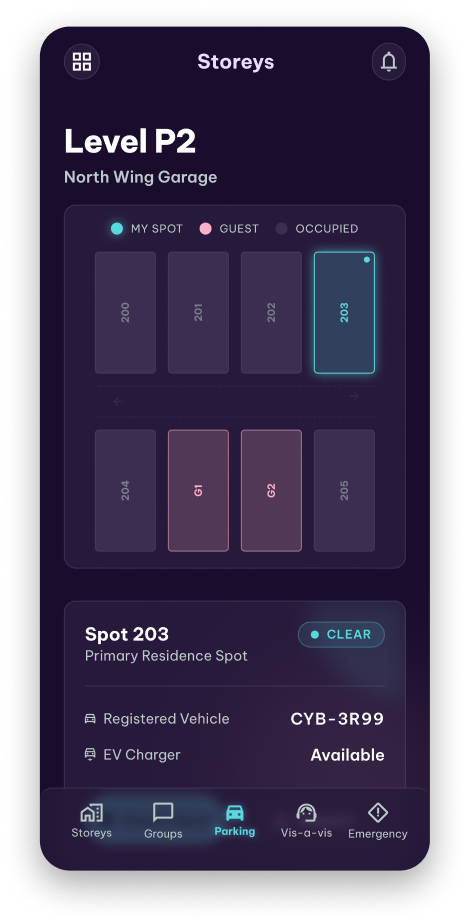 Storeys
Level P2
North Wing Garage
MY SPOT GUEST OCCUPIED
200 201 202 203
204 G1 G2 205
Spot 203 CLEAR
Primary Residence Spot
Registered Vehicle CYB-3R99
EV Charger Available
Storeys Groups Parking Vis-a-vis Emergency